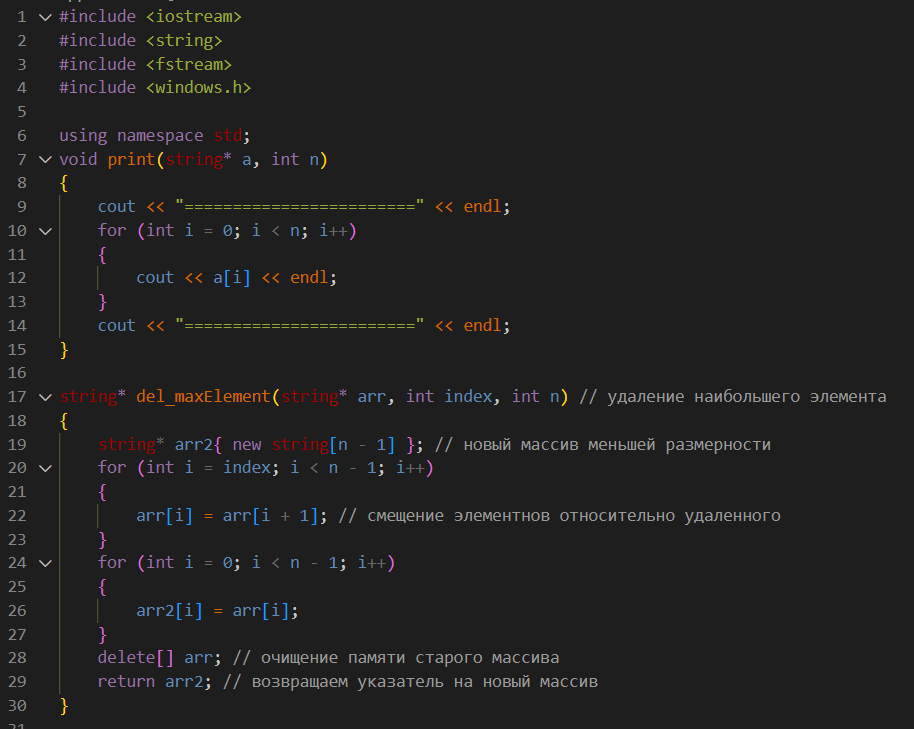 1 #include <iostream>
2 #include <string>
3 #include <fstream>
4 #include <windows.h>
5
6 using namespace std;
7 void print(string* a, int n)
8 {
9 cout << "========================" << endl;
10 for (int i = 0; i < n; i++)
11 {
12 cout << a[i] << endl;
13 }
14 cout << "========================" << endl;
15 }
16
17 string* del_maxElement(string* arr, int index, int n) // удаление наибольшего элемента
18 {
19 string* arr2{ new string[n - 1] }; // новый массив меньшей размерности
20 for (int i = index; i < n - 1; i++)
21 {
22 arr[i] = arr[i + 1]; // смещение элементнов относительно удаленного
23 }
24 for (int i = 0; i < n - 1; i++)
25 {
26 arr2[i] = arr[i];
27 }
28 delete[] arr; // очищение памяти старого массива
29 return arr2; // возвращаем указатель на новый массив
30 }